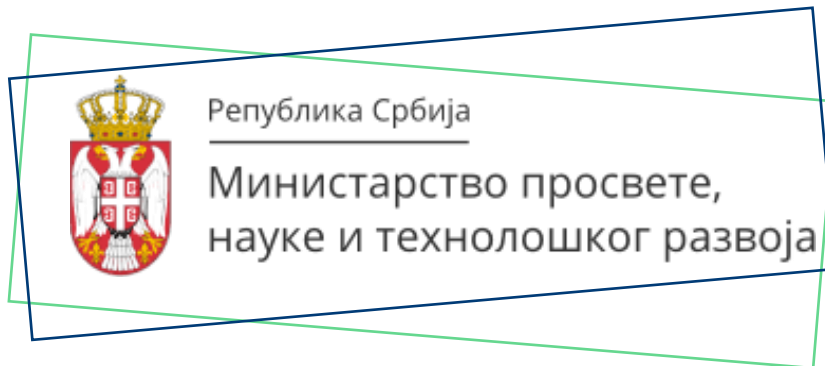 Република Србија
Министарство просвете,
науке и технолошког развоја